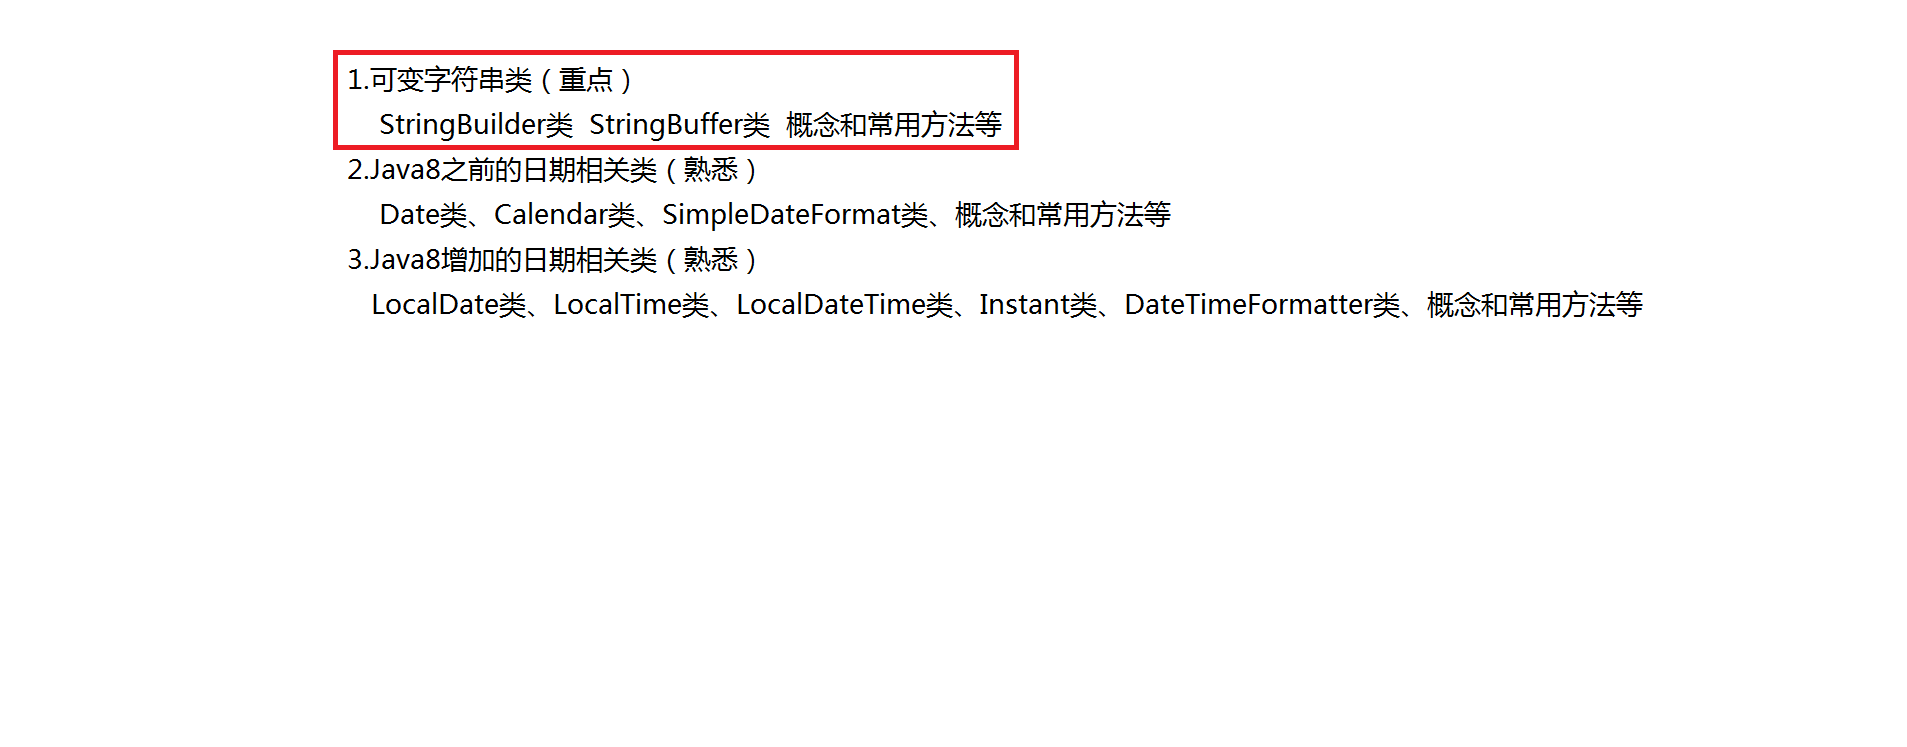 1.可变字符串类（重点）
StringBuilder类 StringBuffer类 概念和常用方法等
2.Java8之前的日期相关类（熟悉）
Date类、Calendar类、SimpleDateFormat类、概念和常用方法等
3.Java8增加的日期相关类（熟悉）
LocalDate类、LocalTime类、LocalDateTime类、Instant类、DateTimeFormatter类、概念和常用方法等